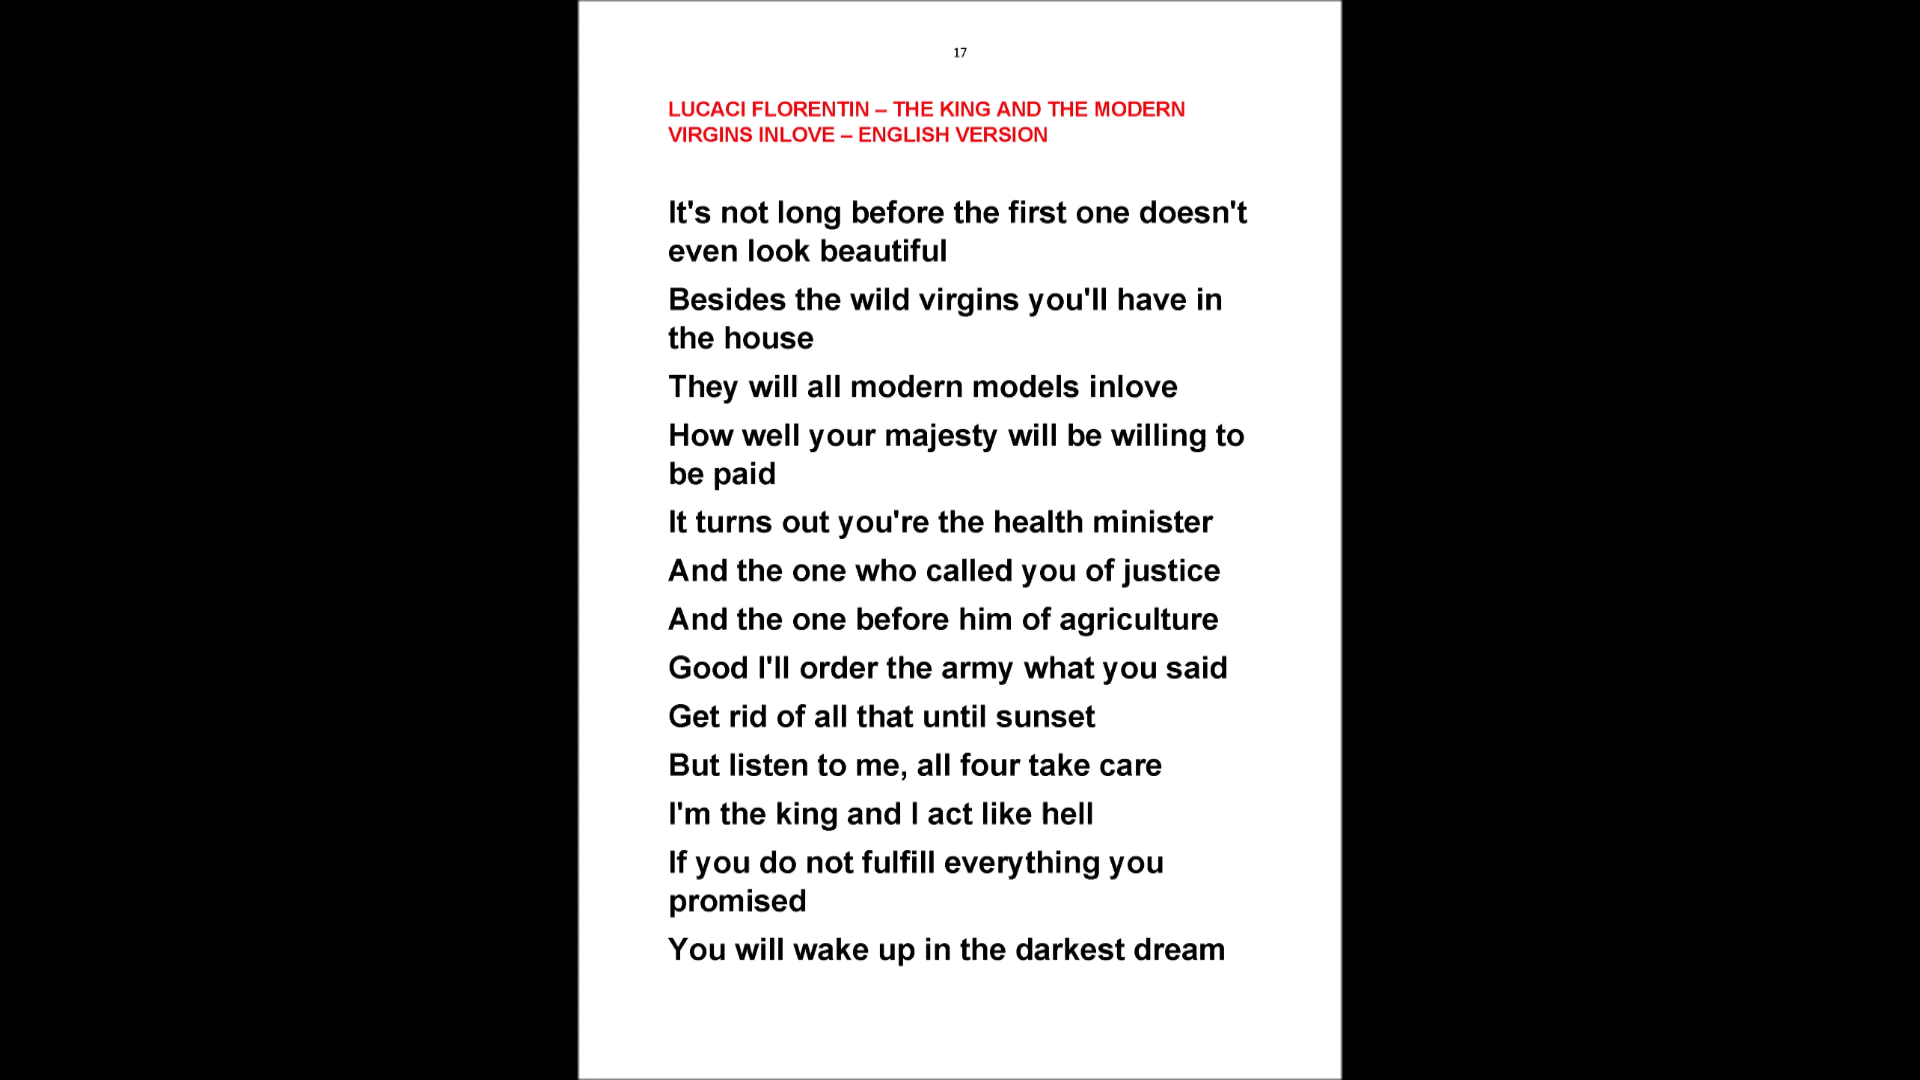 17
LUCACI FLORENTIN – THE KING AND THE MODERN
VIRGINS INLOVE – ENGLISH VERSION
It's not long before the first one doesn't
even look beautiful
Besides the wild virgins you'll have in
the house
They will all modern models inlove
How well your majesty will be willing to
be paid
It turns out you're the health minister
And the one who called you of justice
And the one before him of agriculture
Good I'll order the army what you said
Get rid of all that until sunset
But listen to me, all four take care
I'm the king and I act like hell
If you do not fulfill everything you
promised
You will wake up in the darkest dream